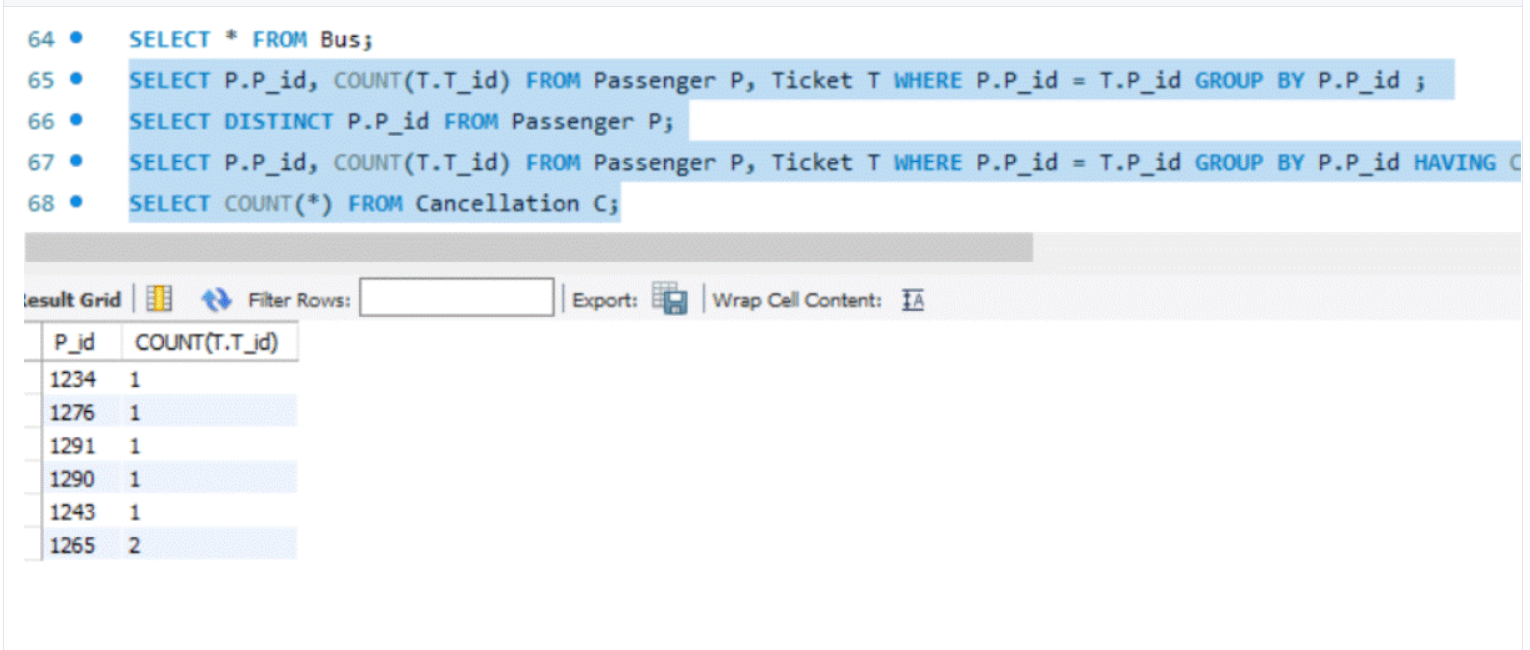 64 SELECT * FROM Bus;
65 SELECT P.P_id, COUNT(T.T_id) FROM Passenger P, Ticket T WHERE P.P_id = T.P_id GROUP BY P.P_id ;
66 SELECT DISTINCT P.P_id FROM Passenger P;
67 SELECT P.P_id, COUNT(T.T_id) FROM Passenger P, Ticket T WHERE P.P_id = T.P_id GROUP BY P.P_id HAVING C
68 SELECT COUNT(*) FROM Cancellation C;
esult Grid Filter Rows: Export: Wrap Cell Content: IA
P_id COUNT(T.T_id)
1234 1
1276 1
1291 1
1290 1
1243 1
1265 2